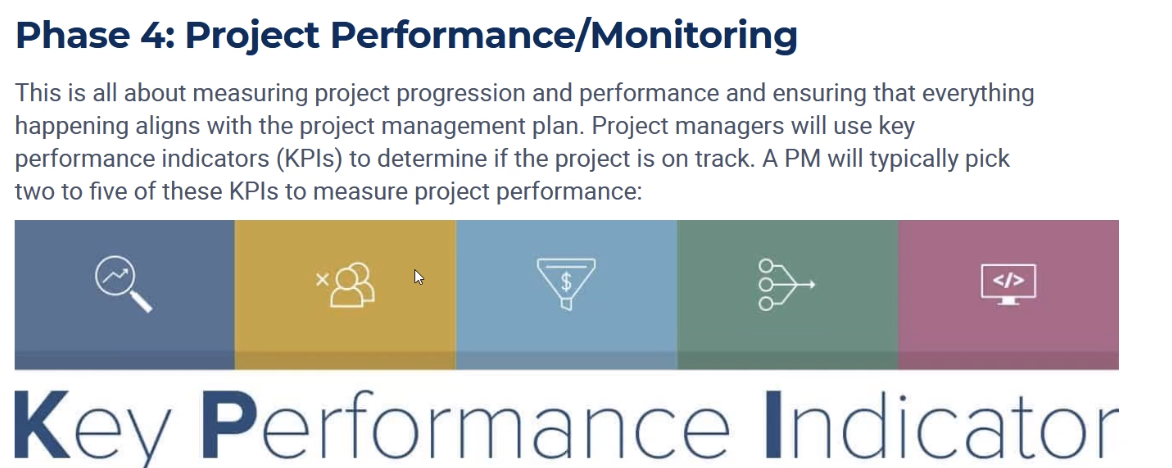 Phase 4: Project Performance/Monitoring
This is all about measuring project progression and performance and ensuring that everything
happening aligns with the project management plan. Project managers will use key
performance indicators (KPIs) to determine if the project is on track. A PM will typically pick
two to five of these KPIs to measure project performance:
$
</>
Key Performance Indicator